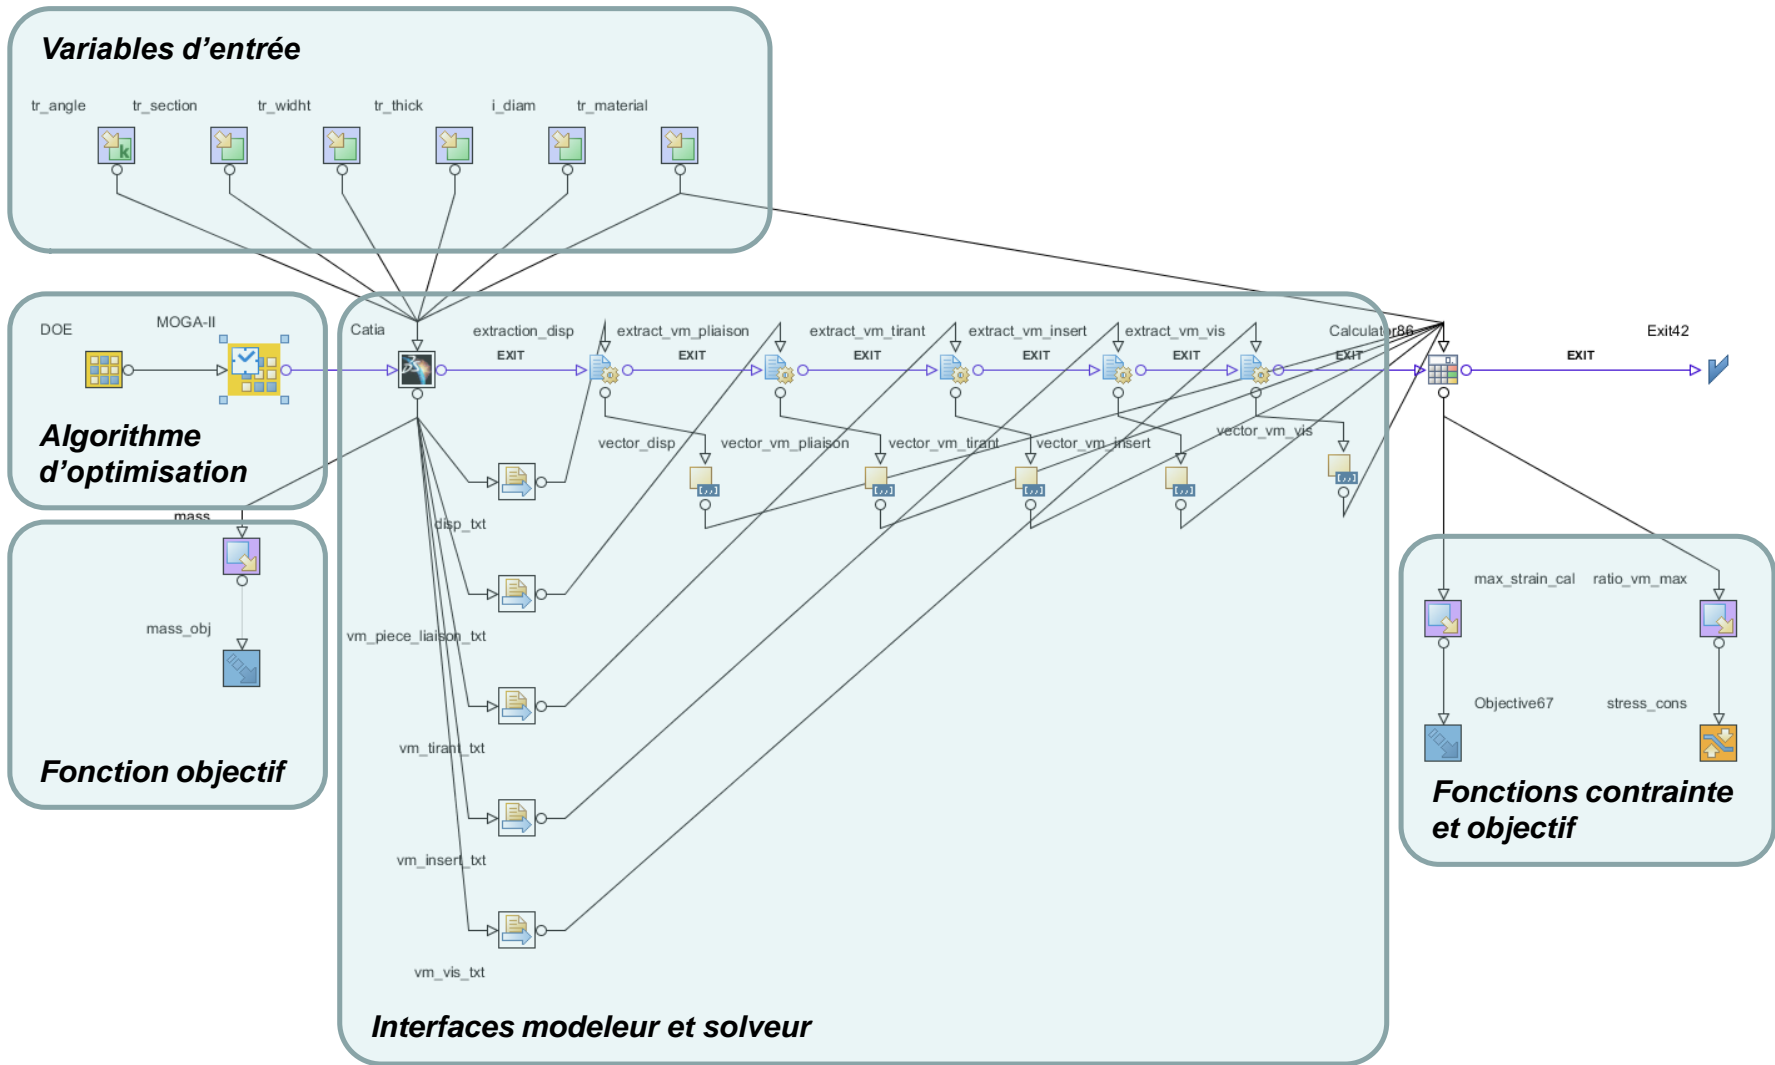 Variables d'entrée
tr_angle
tr_section
tr_widht
tr_thick
i_diam
tr_material
k
DOE
MOGA-II
Algorithme
d'optimisation
Catia
extraction_disp
extract_vm_pliaison
extract_vm_tirant
extract_vm_insert
extract_vm_vis
Calculator86
Exit42
EXIT
EXIT
EXIT
EXIT
EXIT
EXIT
EXIT
vector_disp
vector_vm_pliaison
vector_vm_tirant
vector_vm_insert
vector_vm_vis
mass
mass_obj
Fonction objectif
disp_txt
vm_piece_liaison_txt
vm_tirant_txt
vm_insert_txt
vm_vis_txt
Interfaces modeleur et solveur
max_strain_cal
ratio_vm_max
Objective67
stress_cons
Fonctions contrainte
et objectif